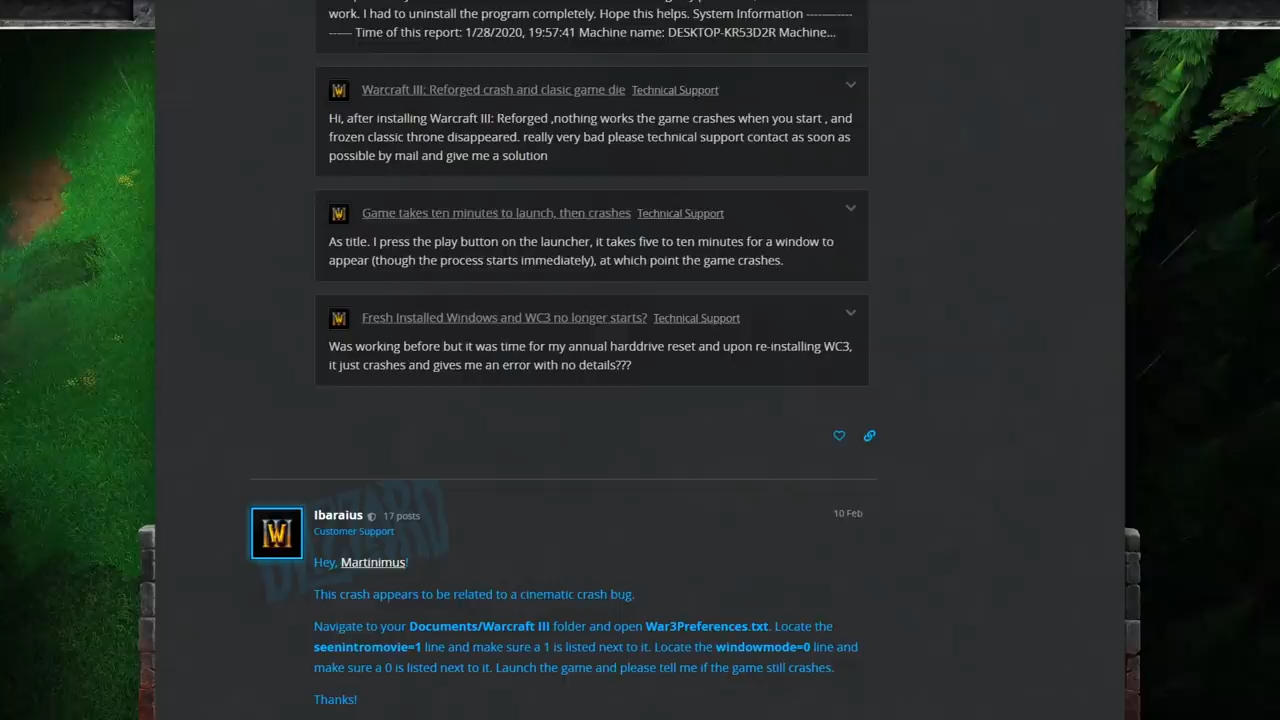 work. I had to uninstall the program completely. Hope this helps. System Information -------------
------ Time of this report: 1/28/2020, 19:57:41 Machine name: DESKTOP-KR53D2R Machine...
Warcraft III: Reforged crash and clasic game die Technical Support
Hi, after installing Warcraft III: Reforged ,nothing works the game crashes when you start , and
frozen classic throne disappeared. really very bad please technical support contact as soon as
possible by mail and give me a solution
Game takes ten minutes to launch, then crashes Technical Support
As title. I press the play button on the launcher, it takes five to ten minutes for a window to
appear (though the process starts immediately), at which point the game crashes.
Fresh Installed Windows and WC3 no longer starts? Technical Support
Was working before but it was time for my annual harddrive reset and upon re-installing WC3,
it just crashes and gives me an error with no details???
BLIZZARD
Ibaraius 17 posts 10 Feb
Customer Support
Hey, Martinimus!
This crash appears to be related to a cinematic crash bug.
Navigate to your Documents/Warcraft III folder and open War3Preferences.txt. Locate the
seenintromovie=1 line and make sure a 1 is listed next to it. Locate the windowmode=0 line and
make sure a 0 is listed next to it. Launch the game and please tell me if the game still crashes.
Thanks!